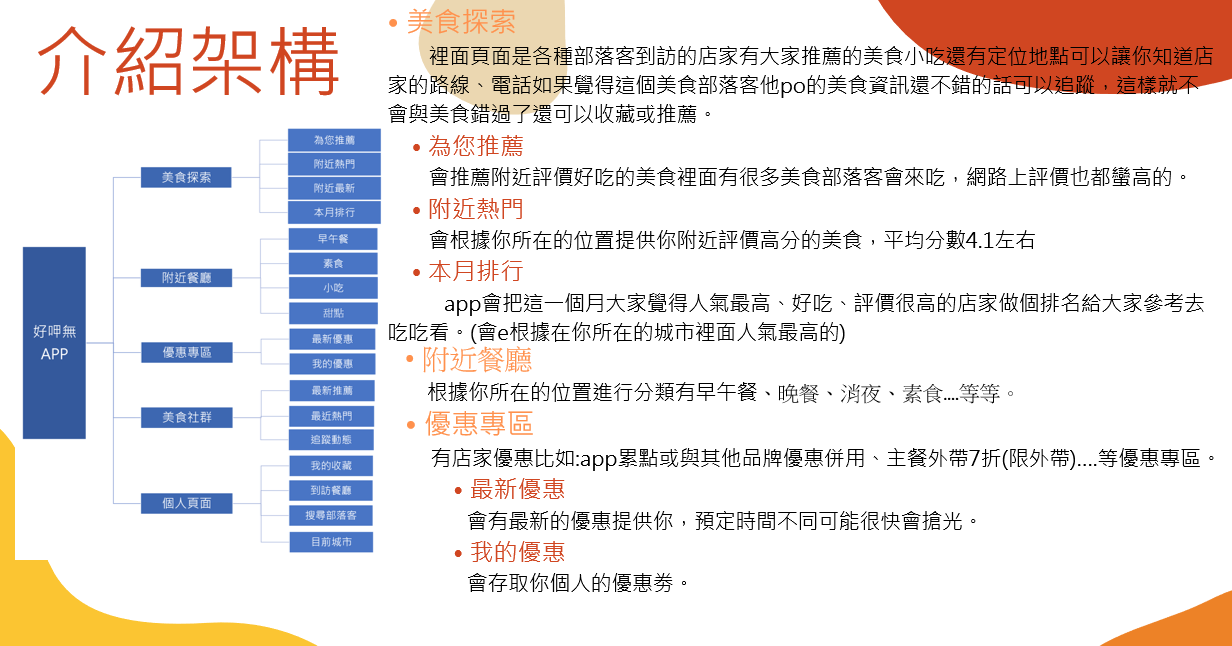 介紹架構
好呷無
APP
美食探索
為您推薦
附近熱門
附近最新
本月排行
附近餐廳
早午餐
素食
小吃
甜點
優惠專區
最新優惠
我的優惠
美食社群
最新推薦
最近熱門
追蹤動態
個人頁面
我的收藏
到訪餐廳
搜尋部落客
目前城市
• 美食探索
裡面頁面是各種部落客到訪的店家有大家推薦的美食小吃還有定位地點可以讓你知道店
家的路線、電話如果覺得這個美食部落客他po的美食資訊還不錯的話可以追蹤，這樣就不
會與美食錯過了還可以收藏或推薦。
• 為您推薦
會推薦附近評價好吃的美食裡面有很多美食部落客會來吃，網路上評價也都蠻高的。
• 附近熱門
會根據你所在的位置提供你附近評價高分的美食，平均分數4.1左右
• 本月排行
app會把這一個月大家覺得人氣最高、好吃、評價很高的店家做個排名給大家參考去
吃吃看。(會e根據在你所在的城市裡面人氣最高的)
• 附近餐廳
根據你所在的位置進行分類有早午餐、晚餐、消夜、素食....等等。
• 優惠專區
有店家優惠比如:app累點或與其他品牌優惠併用、主餐外帶7折(限外帶)....等優惠專區。
• 最新優惠
會有最新的優惠提供你，預定時間不同可能很快會搶光。
• 我的優惠
會存取你個人的優惠劵。